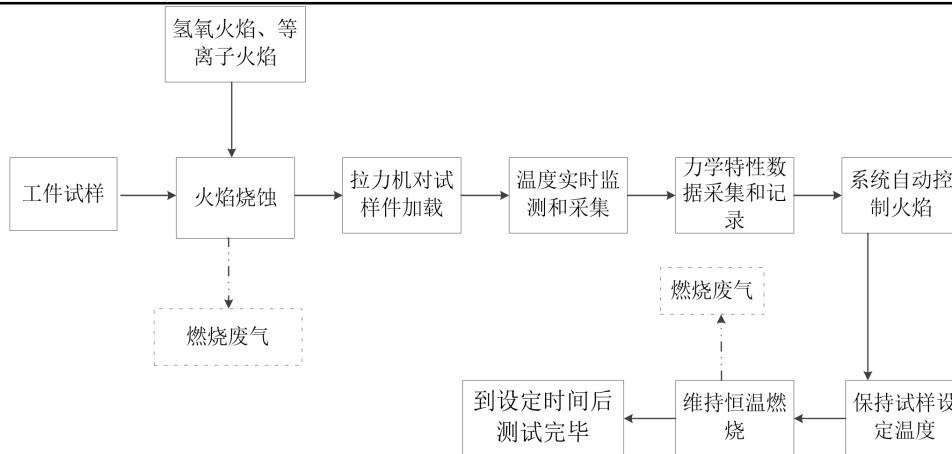 氢氧火焰、等
离子火焰
工件试样
火焰烧蚀
拉力机对试
样件加载
温度实时监
测和采集
力学特性数
据采集和记
录
系统自动控
制火焰
燃烧废气
燃烧废气
到设定时间后
测试完毕
维持恒温燃
烧
保持试样设
定温度